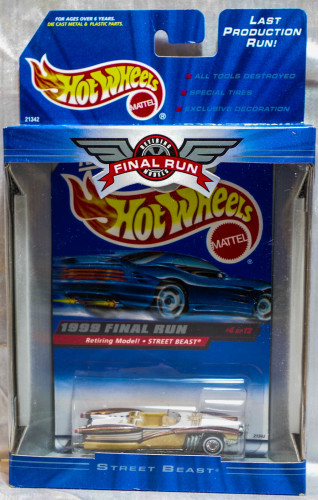 FOR AGES OVER 6 YEARS.
DIE CAST METAL & PLASTIC PARTS.
LAST
PRODUCTION
RUN!
Hot Wheels
MATTEL
®
ALL TOOLS DESTROYED
SPECIAL TIRES
EXCLUSIVE DECORATION
21342
RETIRING
FINAL RUN
MODELS
Hot Wheels
MATTEL
1999 FINAL RUN
4 of 9
Retiring Model! • STREET BEAST®
STREET BEAST®